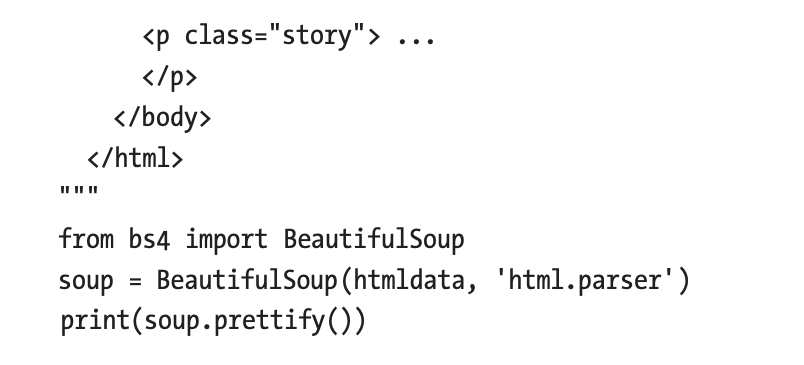 <p class="story"> ...
</p>
</body>
</html>
"""
from bs4 import BeautifulSoup
soup = BeautifulSoup(htmldata, 'html.parser')
print(soup.prettify())